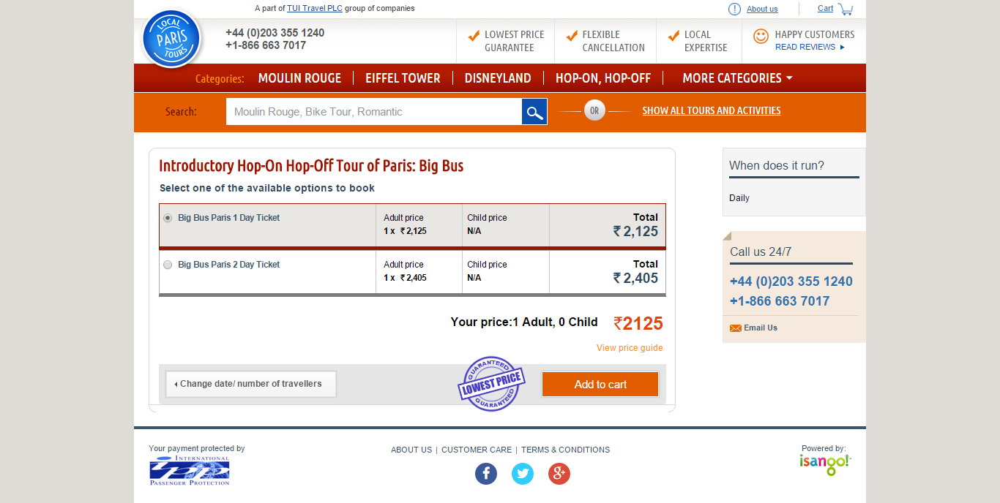 A part of TUI Travel PLC group of companies
About us
Cart
LOCAL
PARIS
TOURS
+44 (0)203 355 1240
+1-866 663 7017
LOWEST PRICE
GUARANTEE
FLEXIBLE
CANCELLATION
LOCAL
EXPERTISE
HAPPY CUSTOMERS
READ REVIEWS
Categories:
MOULIN ROUGE
EIFFEL TOWER
DISNEYLAND
HOP-ON, HOP-OFF
MORE CATEGORIES
Search:
Moulin Rouge, Bike Tour, Romantic
OR
SHOW ALL TOURS AND ACTIVITIES
Introductory Hop-On Hop-Off Tour of Paris: Big Bus
Select one of the available options to book
Big Bus Paris 1 Day Ticket
Adult price
1 x ₹ 2,125
Child price
N/A
Total
₹ 2,125
Big Bus Paris 2 Day Ticket
Adult price
1 x ₹ 2,405
Child price
N/A
Total
₹ 2,405
Your price:1 Adult, 0 Child ₹2125
View price guide
Change date/ number of travellers
GUARANTEED
LOWEST PRICE
GUARANTEED
Add to cart
When does it run?
Daily
Call us 24/7
+44 (0)203 355 1240
+1-866 663 7017
Email Us
Your payment protected by
INTERNATIONAL
IPP
PASSENGER PROTECTION
ABOUT US | CUSTOMER CARE | TERMS & CONDITIONS
f
g+
Powered by:
isango!